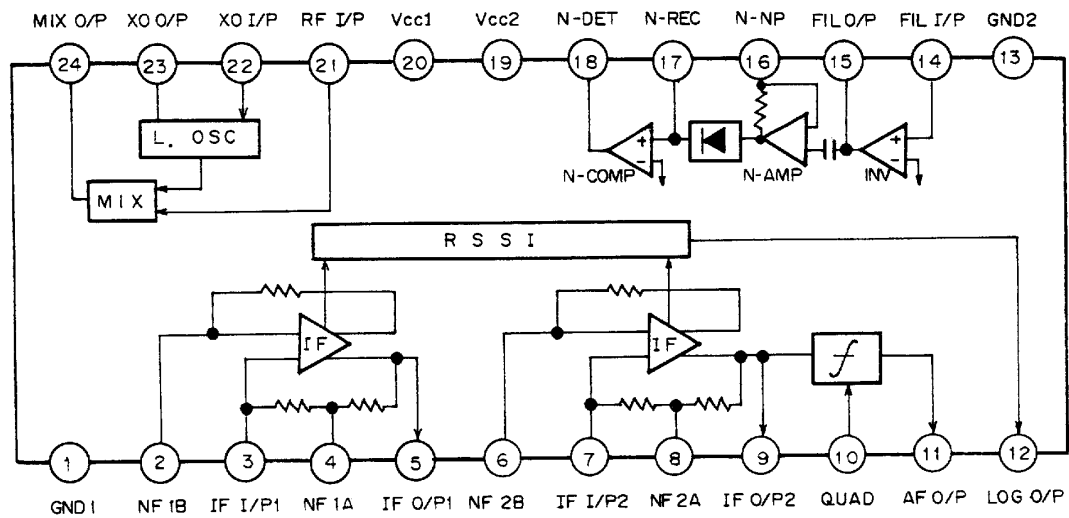 MIX O/P XO O/P XO I/P RF I/P Vcc1 Vcc2 N-DET N-REC N-NP FIL O/P FIL I/P GND2
24 23 22 21 20 19 18 17 16 15 14 13
L. OSC
MIX
+ - N-COMP
N-AMP
+ - INV
RSSI
IF IF
f
1 2 3 4 5 6 7 8 9 10 11 12
GND1 NF1B IF I/P1 NF1A IF O/P1 NF2B IF I/P2 NF2A IF O/P2 QUAD AF O/P LOG O/P